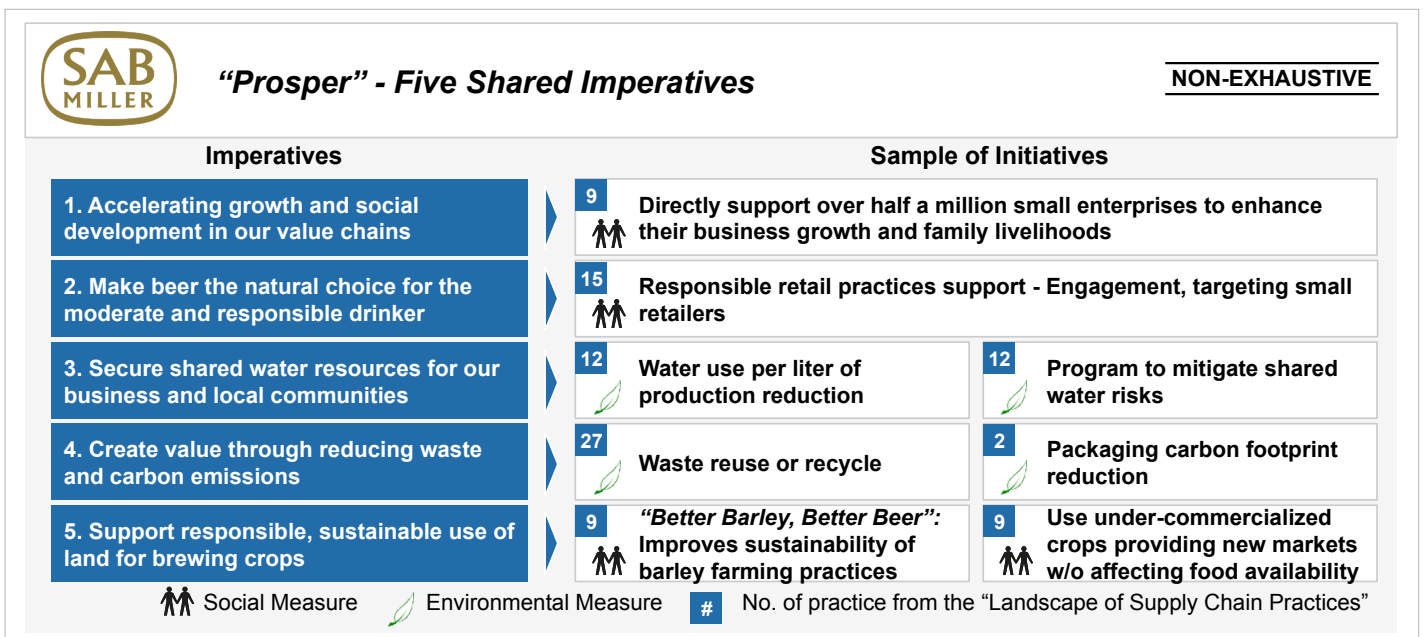 SAB
MILLER
“Prosper” - Five Shared Imperatives
NON-EXHAUSTIVE
Imperatives
Sample of Initiatives
1. Accelerating growth and social
development in our value chains
9
Directly support over half a million small enterprises to enhance
their business growth and family livelihoods
2. Make beer the natural choice for the
moderate and responsible drinker
15
Responsible retail practices support - Engagement, targeting small
retailers
3. Secure shared water resources for our
business and local communities
12
Water use per liter of
production reduction
12
Program to mitigate shared
water risks
4. Create value through reducing waste
and carbon emissions
27
Waste reuse or recycle
2
Packaging carbon footprint
reduction
5. Support responsible, sustainable use of
land for brewing crops
9
“Better Barley, Better Beer”:
Improves sustainability of
barley farming practices
9
Use under-commercialized
crops providing new markets
w/o affecting food availability
Social Measure
Environmental Measure
#
No. of practice from the “Landscape of Supply Chain Practices”